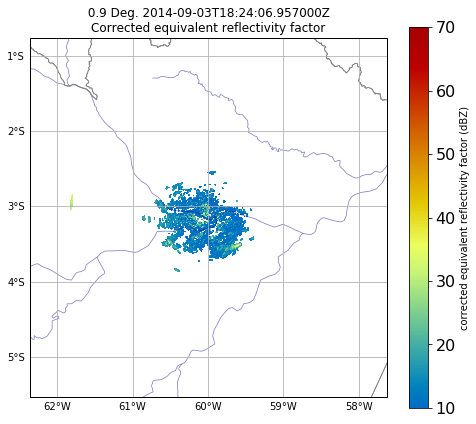 0.9 Deg. 2014-09-03T18:24:06.957000Z
Corrected equivalent reflectivity factor
1°S
2°S
3°S
4°S
5°S
62°W
61°W
60°W
59°W
58°W
70
60
50
40
30
20
10
corrected equivalent reflectivity factor (dBZ)